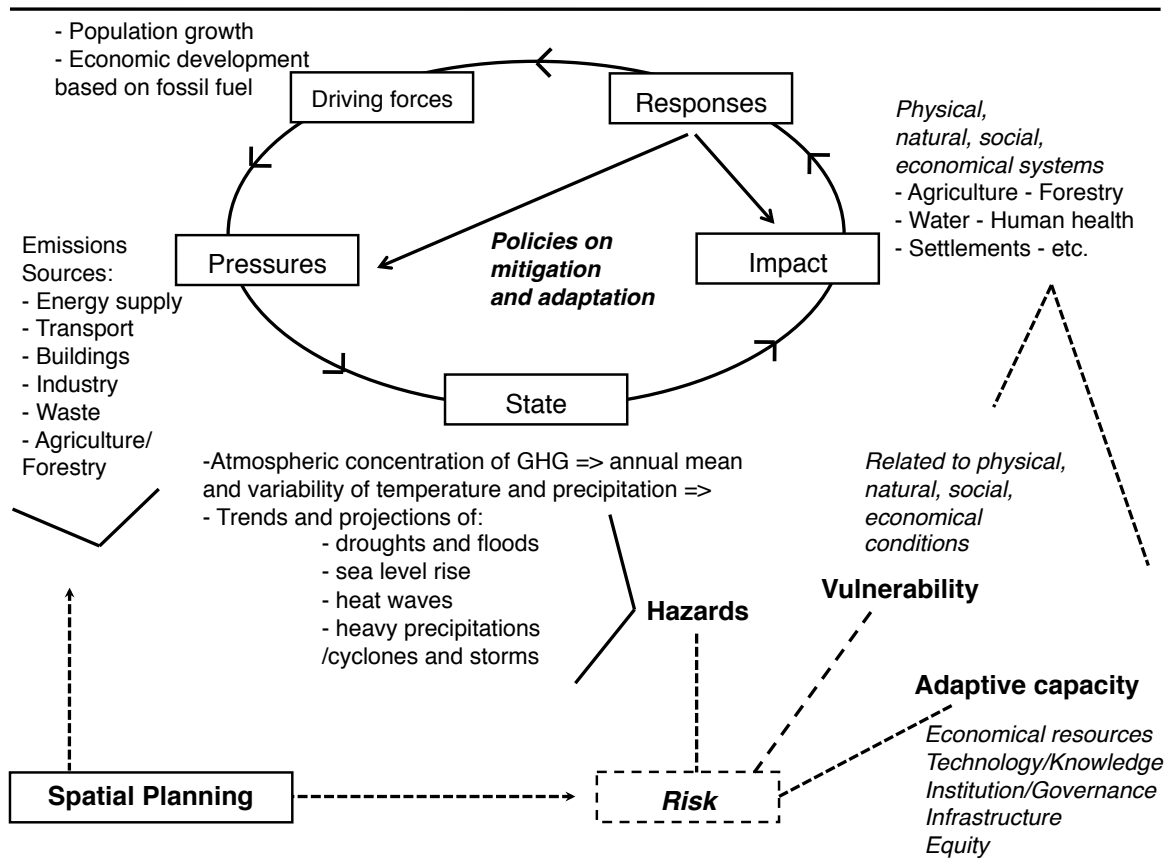 - Population growth
- Economic development
based on fossil fuel
Driving forces
Responses
Physical,
natural, social,
economical systems
- Agriculture - Forestry
- Water - Human health
- Settlements - etc.
Emissions
Sources:
- Energy supply
- Transport
- Buildings
- Industry
- Waste
- Agriculture/
Forestry
Pressures
Policies on
mitigation
and adaptation
Impact
State
-Atmospheric concentration of GHG => annual mean
and variability of temperature and precipitation =>
- Trends and projections of:
- droughts and floods
- sea level rise
- heat waves
- heavy precipitations
/cyclones and storms
Related to physical,
natural, social,
economical
conditions
Hazards
Vulnerability
Adaptive capacity
Economical resources
Technology/Knowledge
Institution/Governance
Infrastructure
Equity
Spatial Planning
Risk